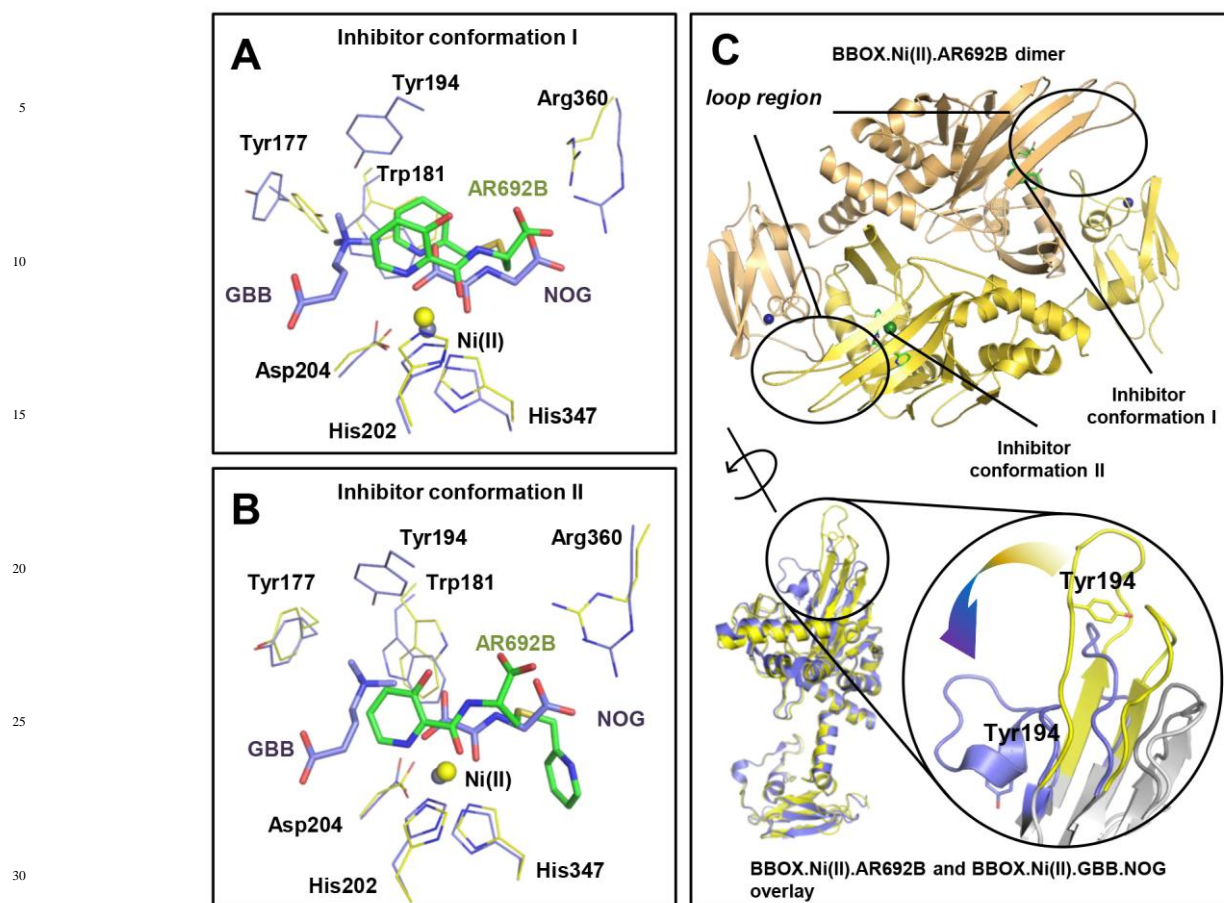 5
10
15
20
25
30
A
Inhibitor conformation I
Tyr194
Arg360
Tyr177
Trp181
AR692B
GBB
NOG
Ni(II)
Asp204
His202
His347
B
Inhibitor conformation II
Tyr194
Arg360
Tyr177
Trp181
AR692B
NOG
GBB
Ni(II)
Asp204
His202
His347
C
BBOX.Ni(II).AR692B dimer
loop region
Inhibitor
conformation I
Inhibitor
conformation II
Tyr194
Tyr194
BBOX.Ni(II).AR692B and BBOX.Ni(II).GBB.NOG
overlay